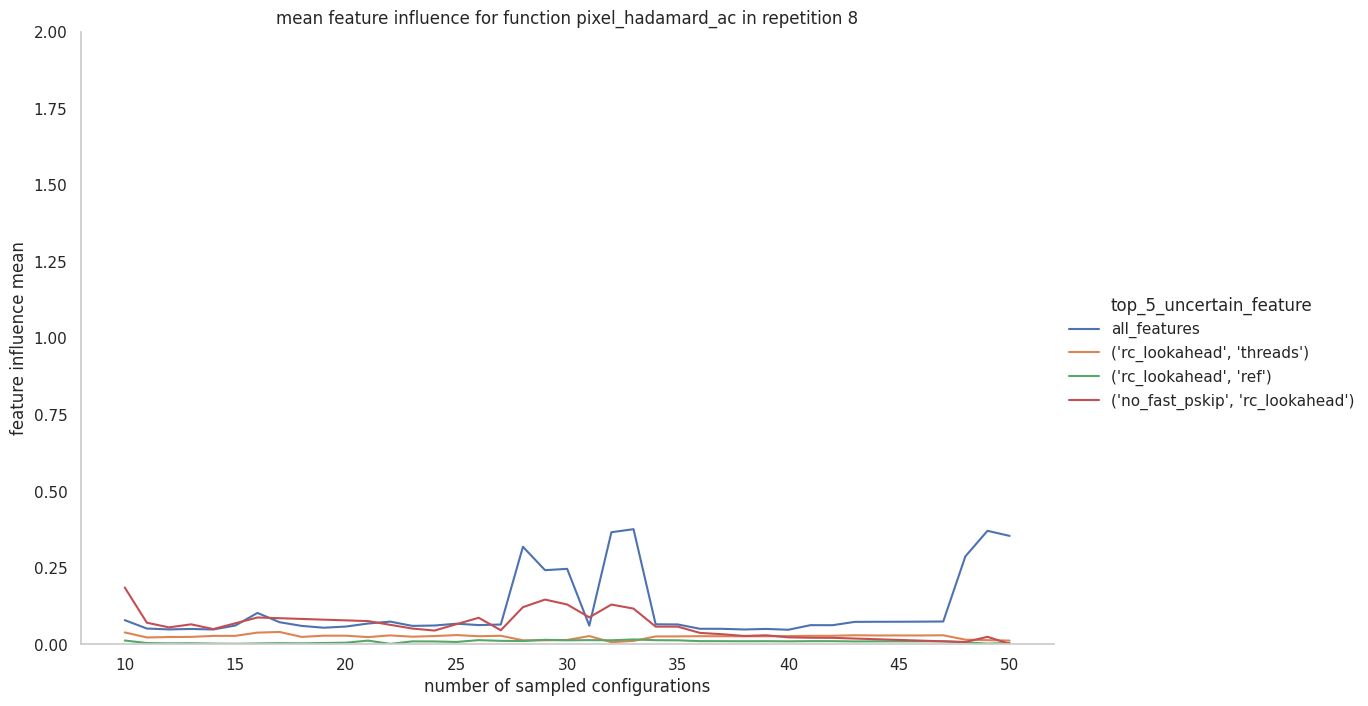 mean feature influence for function pixel_hadamard_ac in repetition 8
2.00
1.75
1.50
1.25
1.00
0.75
0.50
0.25
0.00
feature influence mean
10 15 20 25 30 35 40 45 50
number of sampled configurations
top_5_uncertain_feature
all_features
('rc_lookahead', 'threads')
('rc_lookahead', 'ref')
('no_fast_pskip', 'rc_lookahead')